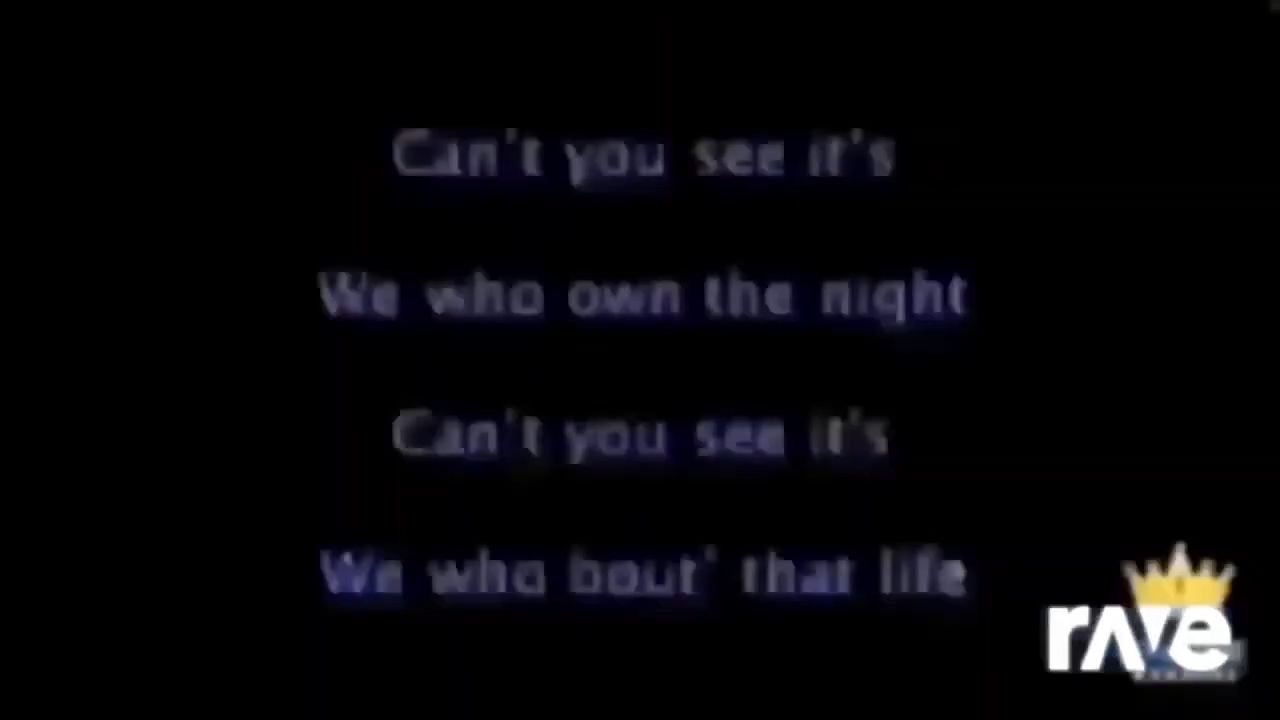 Can't you see it's
We who own the night
Can't you see it's
We who bout' that life
rave